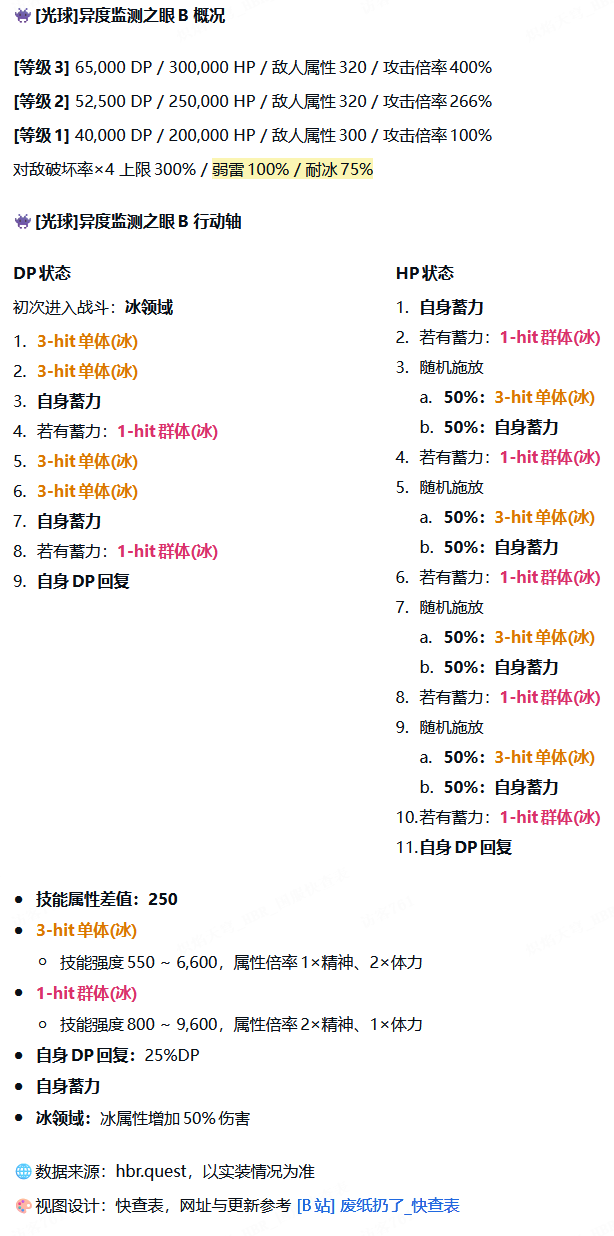 [光球]异度监测之眼B 概况
[等级 3] 65,000 DP / 300,000 HP / 敌人属性 320 / 攻击倍率 400%
[等级 2] 52,500 DP / 250,000 HP / 敌人属性 320 / 攻击倍率 266%
[等级 1] 40,000 DP / 200,000 HP / 敌人属性 300 / 攻击倍率 100%
对敌破坏率×4 上限 300% / 弱雷 100% / 耐冰 75%
[光球]异度监测之眼B 行动轴
DP 状态
初次进入战斗：冰领域
1. 3-hit 单体(冰)
2. 3-hit 单体(冰)
3. 自身蓄力
4. 若有蓄力：1-hit 群体(冰)
5. 3-hit 单体(冰)
6. 3-hit 单体(冰)
7. 自身蓄力
8. 若有蓄力：1-hit 群体(冰)
9. 自身 DP 回复
HP 状态
1. 自身蓄力
2. 若有蓄力：1-hit 群体(冰)
3. 随机施放
a. 50%：3-hit 单体(冰)
b. 50%：自身蓄力
4. 若有蓄力：1-hit 群体(冰)
5. 随机施放
a. 50%：3-hit 单体(冰)
b. 50%：自身蓄力
6. 若有蓄力：1-hit 群体(冰)
7. 随机施放
a. 50%：3-hit 单体(冰)
b. 50%：自身蓄力
8. 若有蓄力：1-hit 群体(冰)
9. 随机施放
a. 50%：3-hit 单体(冰)
b. 50%：自身蓄力
10. 若有蓄力：1-hit 群体(冰)
11. 自身 DP 回复
技能属性差值：250
3-hit 单体(冰)
技能强度 550 ~ 6,600，属性倍率 1×精神、2×体力
1-hit 群体(冰)
技能强度 800 ~ 9,600，属性倍率 2×精神、1×体力
自身 DP 回复：25%DP
自身蓄力
冰领域：冰属性增加 50% 伤害
数据来源：hbr.quest，以实装情况为准
视图设计：快查表，网址与更新参考 [B 站] 废纸扔了_快查表